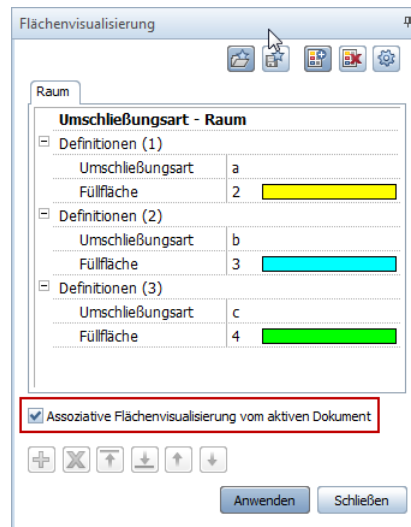 Flächenvisualisierung
Raum
Umschließungsart - Raum
Definitionen (1)
Umschließungsart a
Füllfläche 2
Definitionen (2)
Umschließungsart b
Füllfläche 3
Definitionen (3)
Umschließungsart c
Füllfläche 4
Assoziative Flächenvisualisierung vom aktiven Dokument
Anwenden Schließen